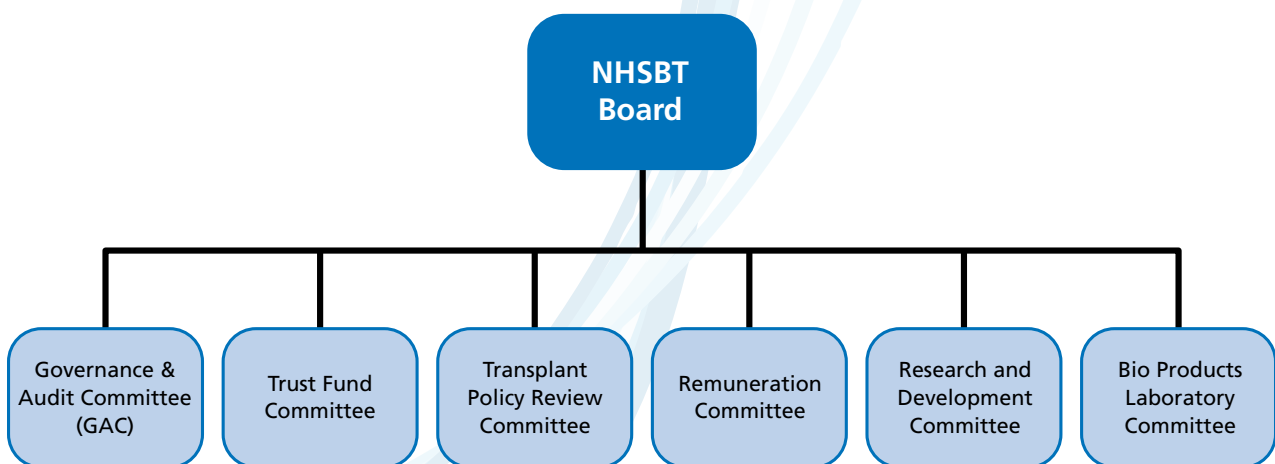 NHSBT
Board
Governance &
Audit Committee
(GAC)
Trust Fund
Committee
Transplant
Policy Review
Committee
Remuneration
Committee
Research and
Development
Committee
Bio Products
Laboratory
Committee